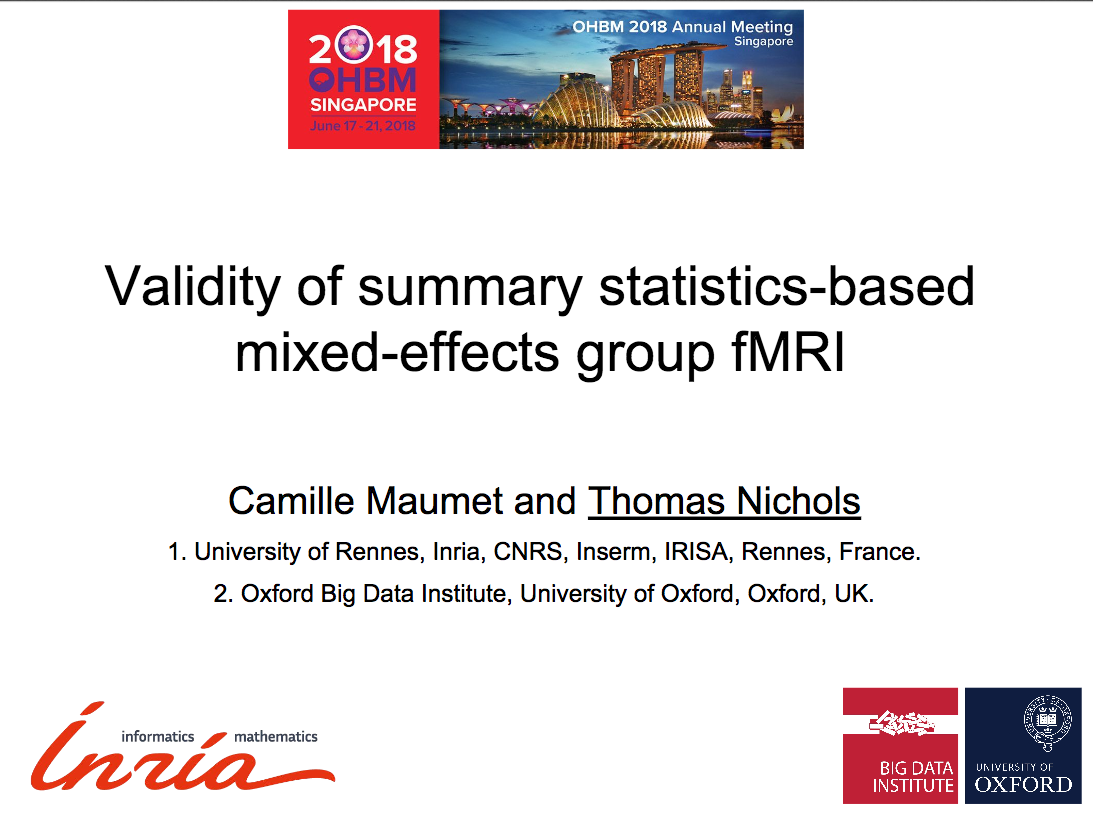 2018
OHBM
SINGAPORE
June 17 - 21, 2018
OHBM 2018 Annual Meeting
Singapore
Validity of summary statistics-based
mixed-effects group fMRI
Camille Maumet and Thomas Nichols
1. University of Rennes, Inria, CNRS, Inserm, IRISA, Rennes, France.
2. Oxford Big Data Institute, University of Oxford, Oxford, UK.
informatics mathematics
Inria
BIG DATA
INSTITUTE
UNIVERSITY OF
OXFORD